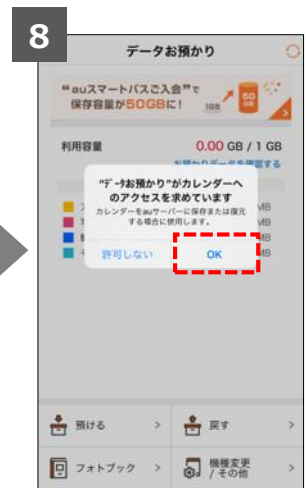 8
データお預かり
“auスマートパスご入会”で
保存容量が50GBに!
1GB
50
GB
利用容量
0.00 GB / 1 GB
お預かりデータを確認する
"データお預かり"がカレンダーへ
のアクセスを求めています
カレンダーをauサーバーに保存または復元
する場合に使用します。
許可しない
OK
MB
MB
MB
MB
預ける
戻す
フォトブック
機種変更
/ その他